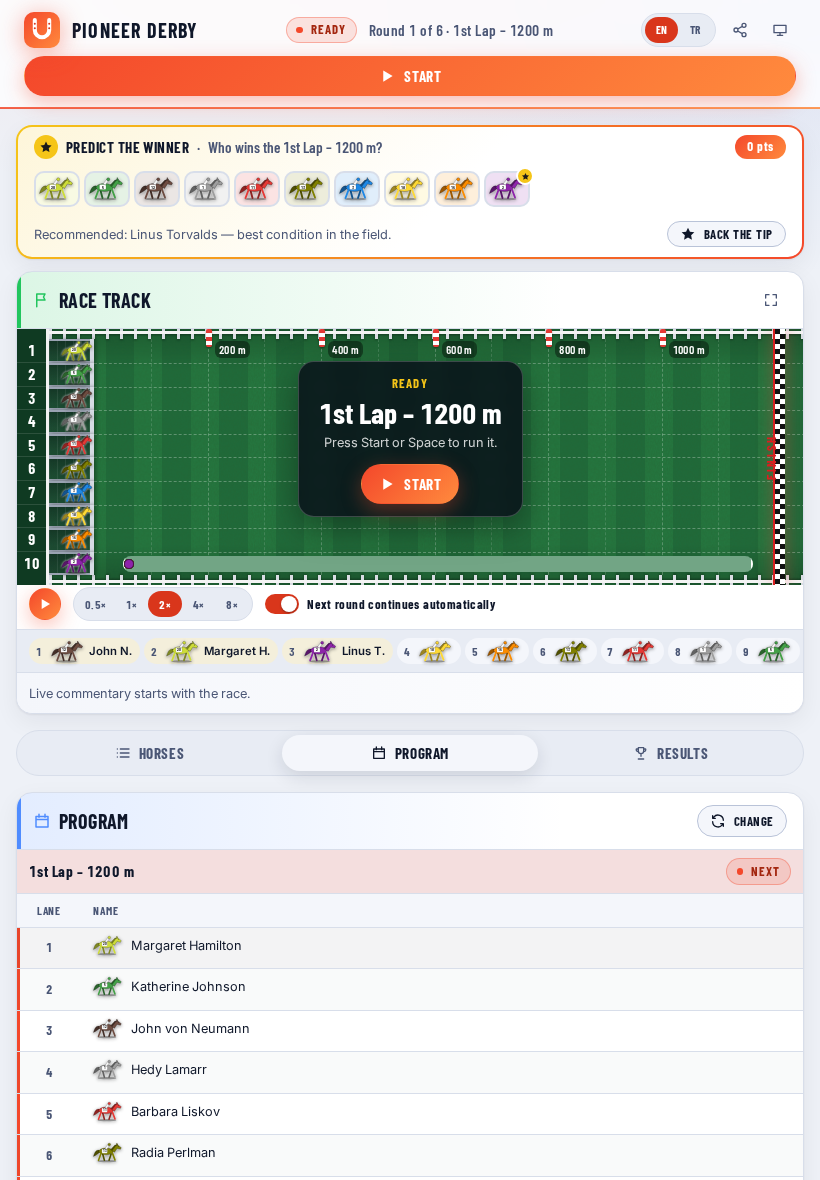 PIONEER DERBY
READY
Round 1 of 6 · 1st Lap – 1200 m
EN
TR
START
PREDICT THE WINNER · Who wins the 1st Lap – 1200 m?
0 pts
Recommended: Linus Torvalds — best condition in the field.
BACK THE TIP
RACE TRACK
200 m
400 m
600 m
800 m
1000 m
1
2
3
4
5
6
7
8
9
10
READY
1st Lap – 1200 m
Press Start or Space to run it.
START
0.5×
1×
2×
4×
8×
Next round continues automatically
1 John N.
2 Margaret H.
3 Linus T.
4
5
6
7
8
9
Live commentary starts with the race.
HORSES
PROGRAM
RESULTS
PROGRAM
CHANGE
1st Lap – 1200 m
NEXT
LANE NAME
1 Margaret Hamilton
2 Katherine Johnson
3 John von Neumann
4 Hedy Lamarr
5 Barbara Liskov
6 Radia Perlman